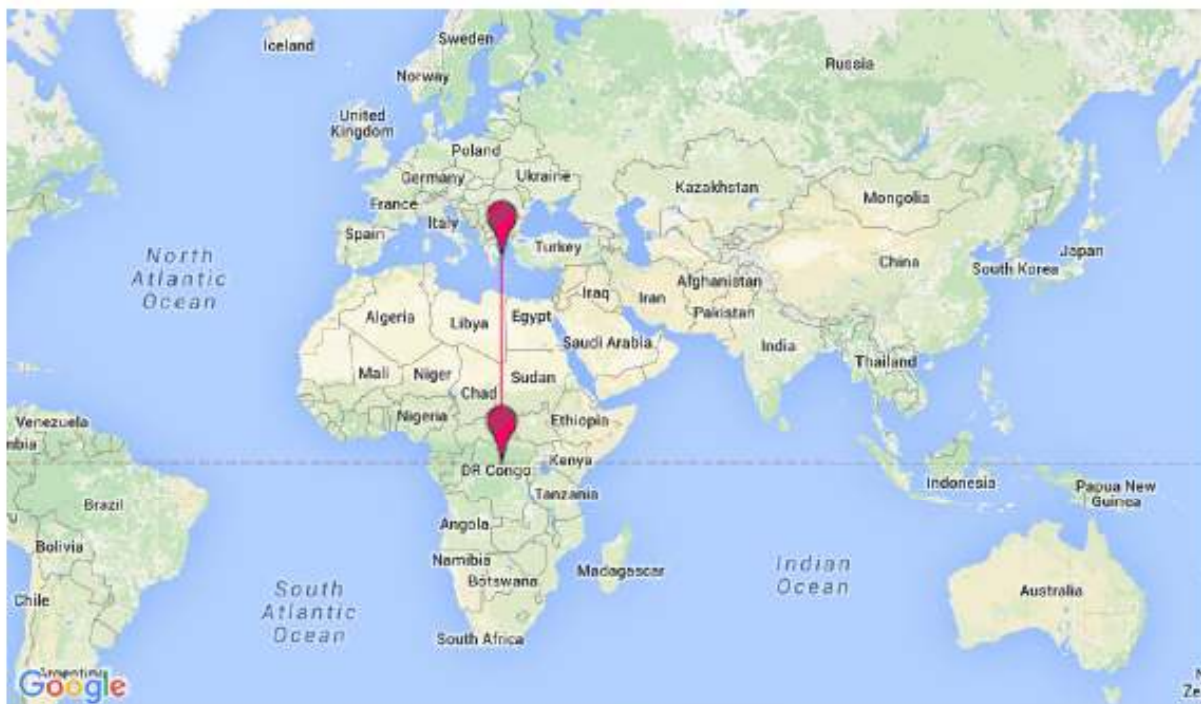 Iceland
Sweden
Norway
Russia
United
Kingdom
Poland
Germany
Ukraine
Kazakhstan
Mongolia
France
Italy
Spain
Turkey
China
Japan
South Korea
North
Atlantic
Ocean
Afghanistan
Iraq
Iran
Pakistan
Algeria
Libya
Egypt
Saudi Arabia
India
Thailand
Mali
Niger
Chad
Sudan
Nigeria
Ethiopia
Venezuela
mbia
DR Congo
Kenya
Indonesia
Papua New
Guinea
Tanzania
Brazil
Angola
Bolivia
Namibia
Botswana
Madagascar
Indian
Ocean
Australia
South
Atlantic
Ocean
Chile
South Africa
Argentina
Google
N
Ze